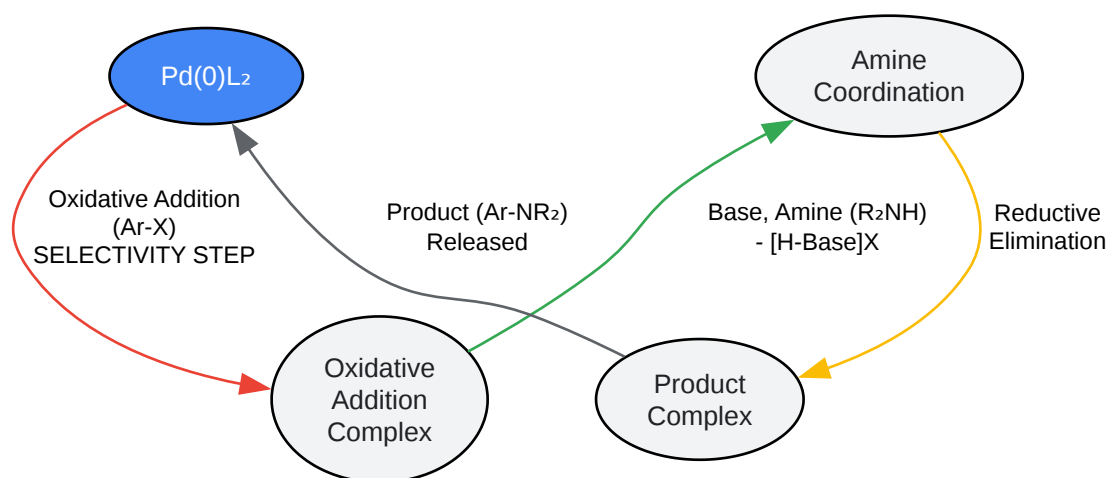 Pd(0)L₂
Amine
Coordination
Oxidative Addition
(Ar-X)
SELECTIVITY STEP
Product (Ar-NR₂)
Released
Base, Amine (R₂NH)
- [H-Base]X
Reductive
Elimination
Oxidative
Addition
Complex
Product
Complex